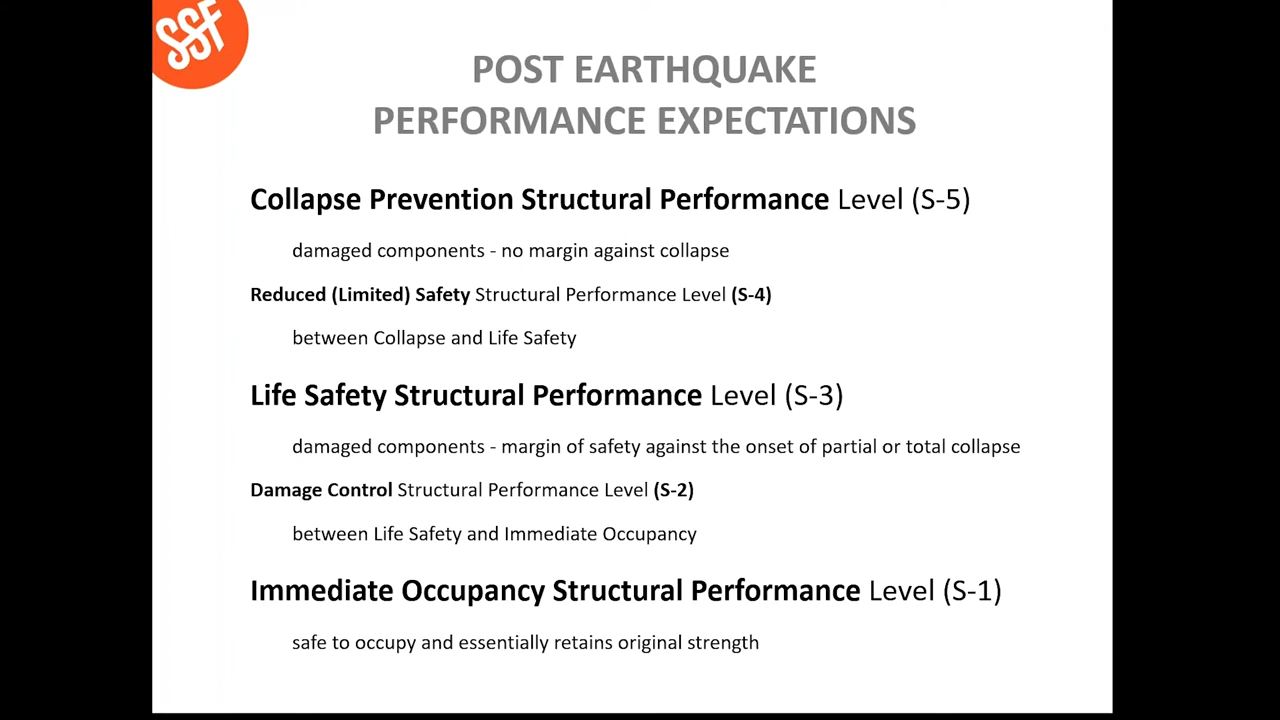 SSF
POST EARTHQUAKE
PERFORMANCE EXPECTATIONS
Collapse Prevention Structural Performance Level (S-5)
damaged components - no margin against collapse
Reduced (Limited) Safety Structural Performance Level (S-4)
between Collapse and Life Safety
Life Safety Structural Performance Level (S-3)
damaged components - margin of safety against the onset of partial or total collapse
Damage Control Structural Performance Level (S-2)
between Life Safety and Immediate Occupancy
Immediate Occupancy Structural Performance Level (S-1)
safe to occupy and essentially retains original strength